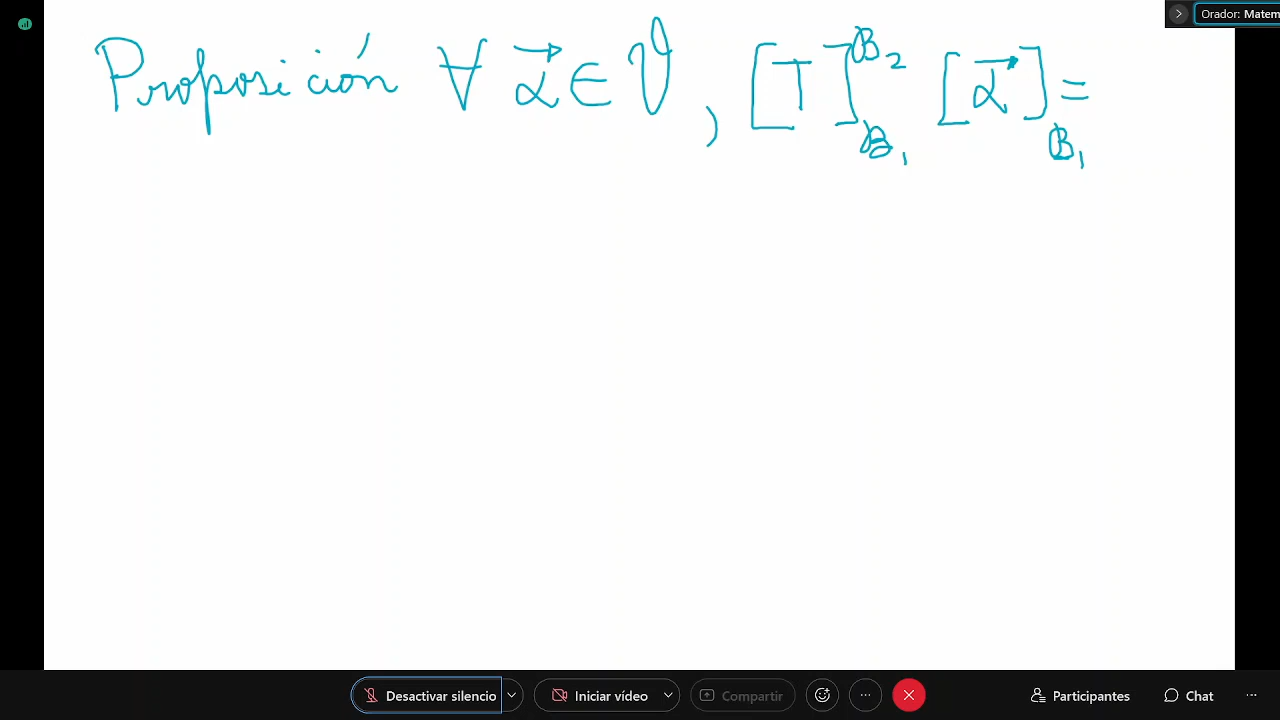 Orador: Matem
Proposición ∀ α⃗ ∈ V, [T]_{B₁}^{B₂} [α⃗]_{B₁} =
Desactivar silencio Iniciar vídeo Compartir Participantes Chat